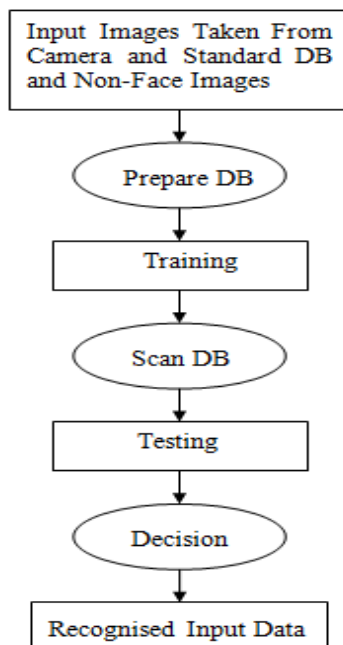 Input Images Taken From
Camera and Standard DB
and Non-Face Images
Prepare DB
Training
Scan DB
Testing
Decision
Recognised Input Data